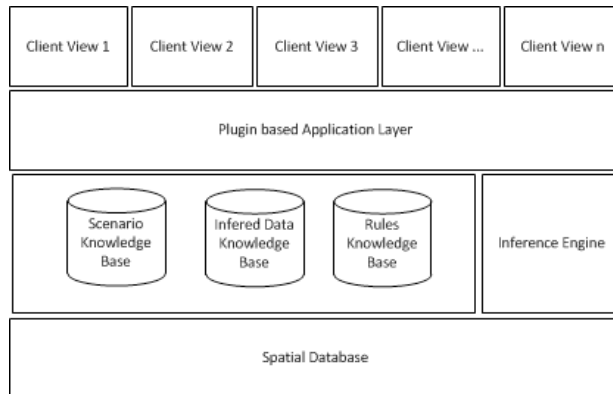 Client View 1
Client View 2
Client View 3
Client View ...
Client View n
Plugin based Application Layer
Scenario
Knowledge
Base
Infered Data
Knowledge
Base
Rules
Knowledge
Base
Inference Engine
Spatial Database